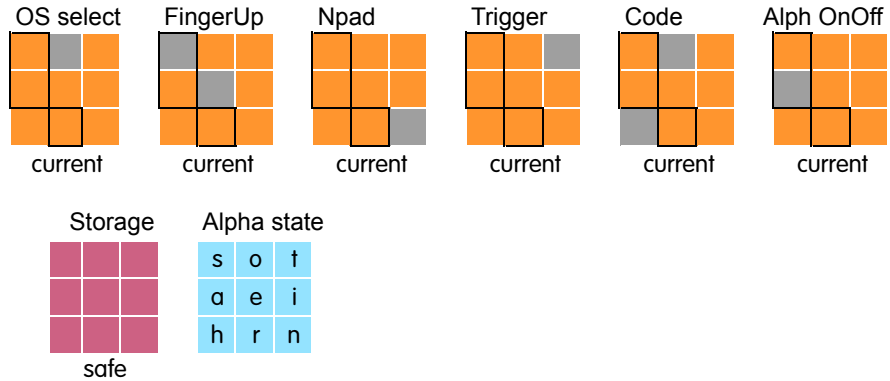 OS select FingerUp Npad Trigger Code Alph OnOff
current current current current current current
Storage Alpha state
s o t
a e i
h r n
safe